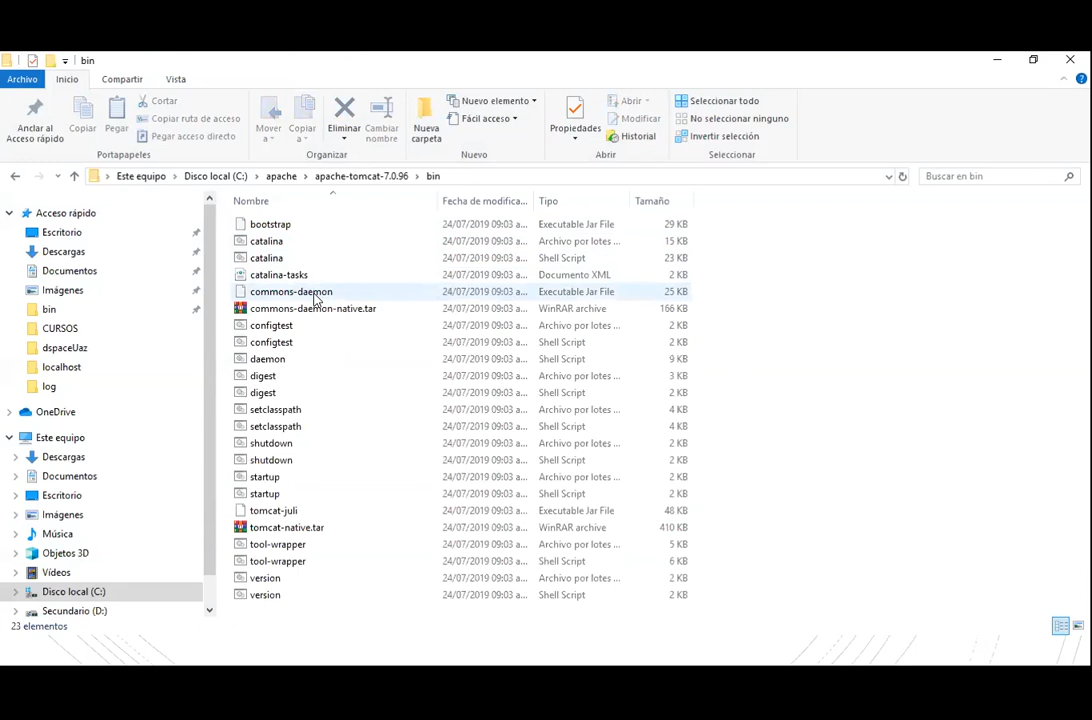 bin
Archivo Inicio Compartir Vista
Anclar al Acceso rápido
Copiar
Pegar
Cortar
Copiar ruta de acceso
Pegar acceso directo
Portapapeles
Mover a
Copiar a
Eliminar
Cambiar nombre
Organizar
Nueva carpeta
Nuevo elemento
Fácil acceso
Nuevo
Propiedades
Abrir
Modificar
Historial
Abrir
Seleccionar todo
No seleccionar ninguno
Invertir selección
Seleccionar
Este equipo Disco local (C:) apache apache-tomcat-7.0.96 bin
Buscar en bin
Acceso rápido
Escritorio
Descargas
Documentos
Imágenes
bin
CURSOS
dspaceUaz
localhost
log
OneDrive
Este equipo
Descargas
Documentos
Escritorio
Imágenes
Música
Objetos 3D
Vídeos
Disco local (C:)
Secundario (D:)
Nombre Fecha de modifica... Tipo Tamaño
bootstrap 24/07/2019 09:03 a... Executable Jar File 29 KB
catalina 24/07/2019 09:03 a... Archivo por lotes ... 15 KB
catalina 24/07/2019 09:03 a... Shell Script 23 KB
catalina-tasks 24/07/2019 09:03 a... Documento XML 2 KB
commons-daemon 24/07/2019 09:03 a... Executable Jar File 25 KB
commons-daemon-native.tar 24/07/2019 09:03 a... WinRAR archive 166 KB
configtest 24/07/2019 09:03 a... Archivo por lotes ... 2 KB
configtest 24/07/2019 09:03 a... Shell Script 2 KB
daemon 24/07/2019 09:03 a... Shell Script 9 KB
digest 24/07/2019 09:03 a... Archivo por lotes ... 3 KB
digest 24/07/2019 09:03 a... Shell Script 2 KB
setclasspath 24/07/2019 09:03 a... Archivo por lotes ... 4 KB
setclasspath 24/07/2019 09:03 a... Shell Script 4 KB
shutdown 24/07/2019 09:03 a... Archivo por lotes ... 2 KB
shutdown 24/07/2019 09:03 a... Shell Script 2 KB
startup 24/07/2019 09:03 a... Archivo por lotes ... 2 KB
startup 24/07/2019 09:03 a... Shell Script 2 KB
tomcat-juli 24/07/2019 09:03 a... Executable Jar File 48 KB
tomcat-native.tar 24/07/2019 09:03 a... WinRAR archive 410 KB
tool-wrapper 24/07/2019 09:03 a... Archivo por lotes ... 5 KB
tool-wrapper 24/07/2019 09:03 a... Shell Script 6 KB
version 24/07/2019 09:03 a... Archivo por lotes ... 2 KB
version 24/07/2019 09:03 a... Shell Script 2 KB
23 elementos